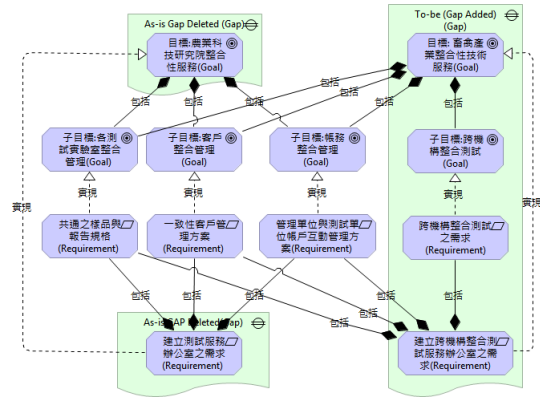 As-is Gap Deleted (Gap)
To-be (Gap Added)
(Gap)
目標:農業科
技研究院整合
性服務(Goal)
目標: 畜禽產
業整合性技術
服務(Goal)
包括
包括
包括
包括
包括
包括
包括
子目標:各測
試實驗室整合
管理(Goal)
子目標:客戶
整合管理
(Goal)
子目標:帳務
整合管理
(Goal)
子目標:跨機
構整合測試
(Goal)
實現
實現
實現
實現
實現
實現
共通之樣品與
報告規格
(Requirement)
一致性客戶管
理方案
(Requirement)
管理單位與測試單
位帳戶互動管理方
案(Requirement)
跨機構整合測試
之需求
(Requirement)
包括
包括
包括
包括
包括
包括
包括
As-is GAP Deleted(Gap)
建立測試服務
辦公室之需求
(Requirement)
建立跨機構整合測
試服務辦公室之需
求(Requirement)